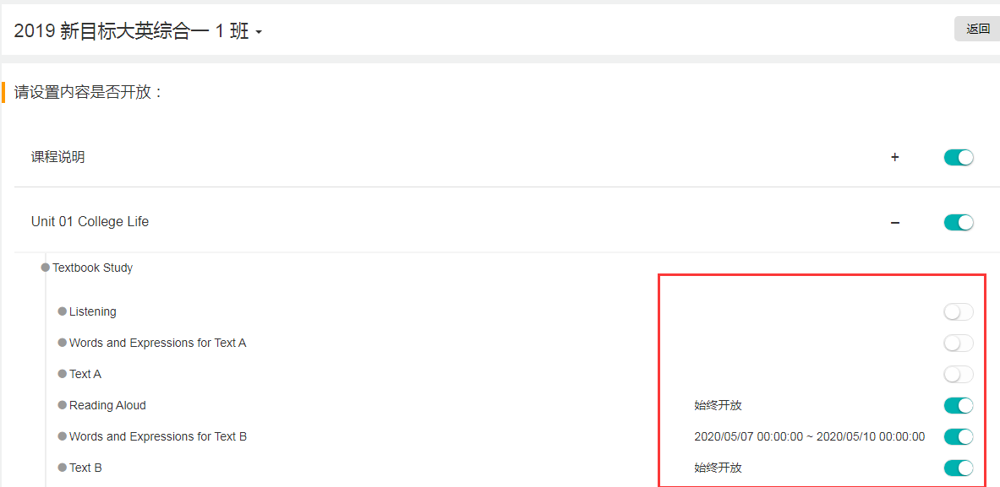 2019 新目标大英综合一 1 班
返回
请设置内容是否开放：
课程说明 +
Unit 01 College Life −
Textbook Study
Listening
Words and Expressions for Text A
Text A
Reading Aloud 始终开放
Words and Expressions for Text B 2020/05/07 00:00:00 ~ 2020/05/10 00:00:00
Text B 始终开放